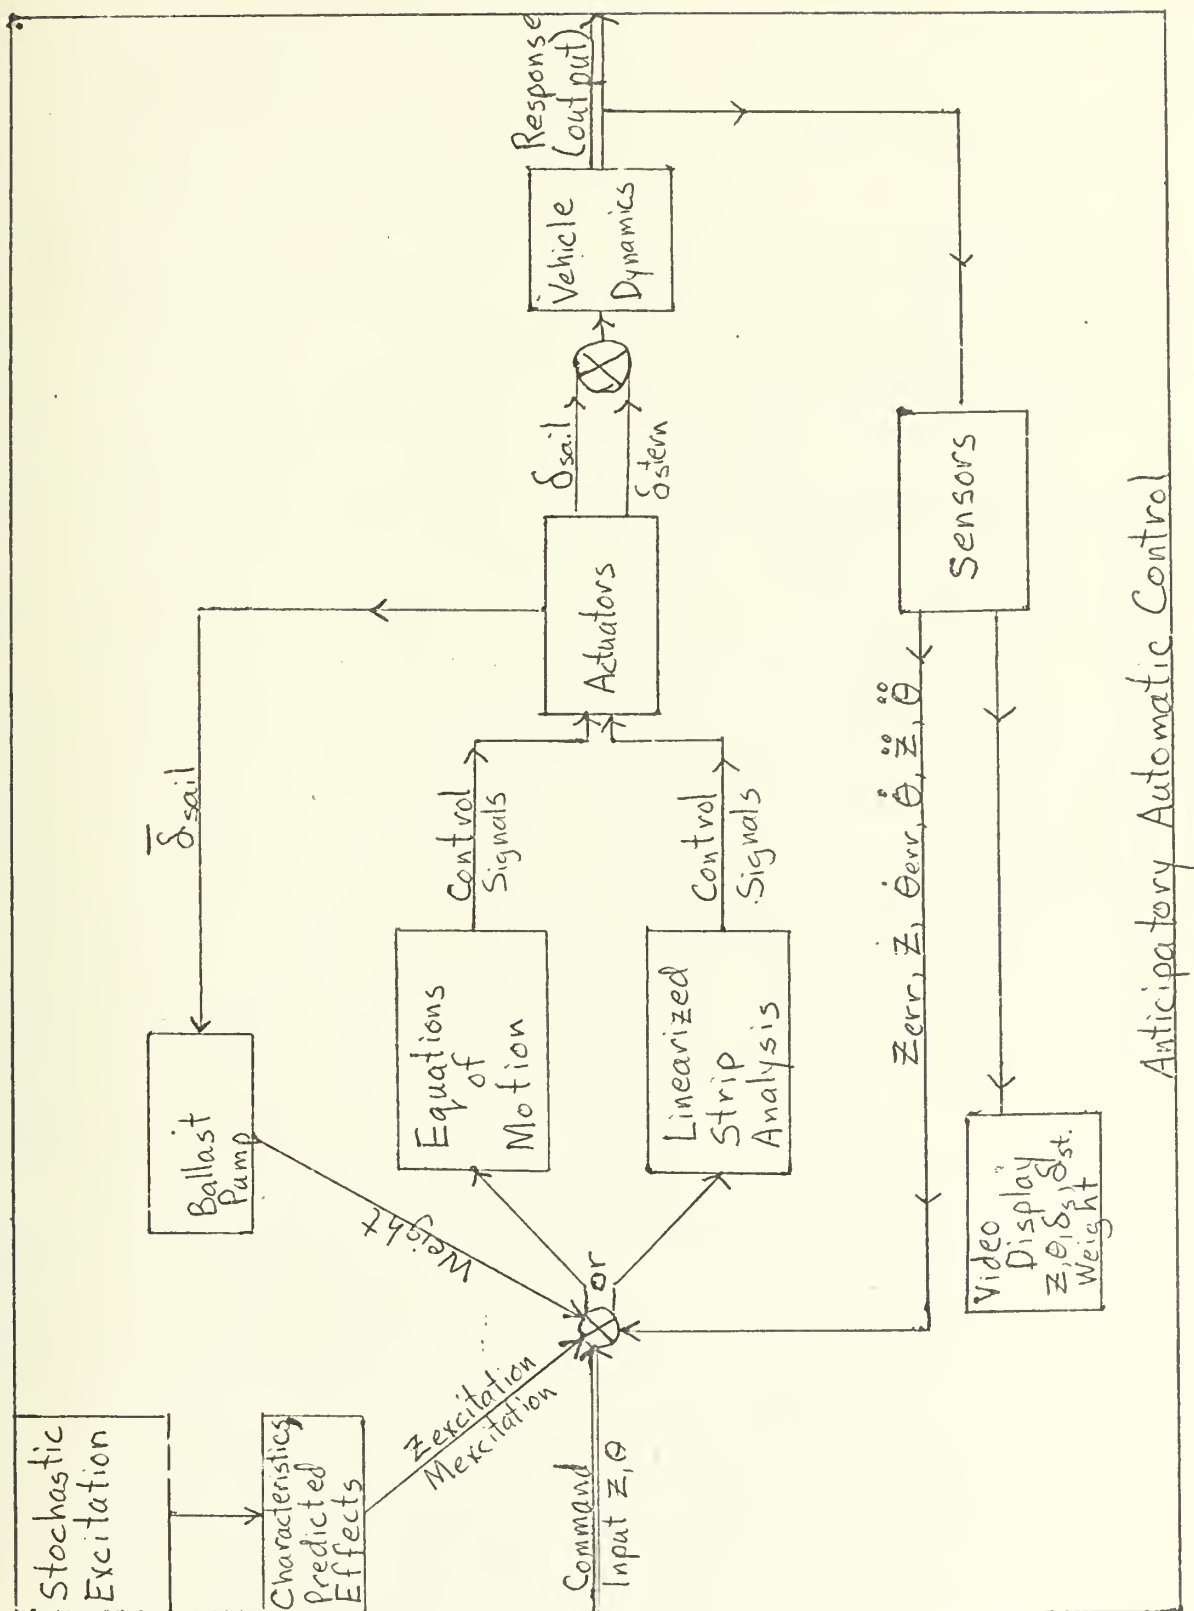 Stochastic
Excitation
Characteristics,
Predicted
Effects
Zexcitation
Mexcitation
Command
Input Z, θ
or
Weight
Ballast
Pump
δ̄sail
Equations
of
Motion
Linearized
Strip
Analysis
Control
Signals
Control
Signals
Actuators
δsail
δstern
Vehicle
Dynamics
Response
(output)
Sensors
Zerr, Ż, θerr, θ̇, Z̈, θ̈
Video
Display
Z, θ, δs, δst.
Weight
Anticipatory Automatic Control